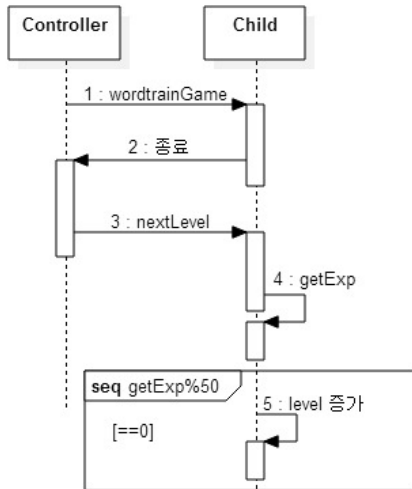 Controller
Child
1 : wordtrainGame
2 : 종료
3 : nextLevel
4 : getExp
seq getExp%50
5 : level 증가
[==0]